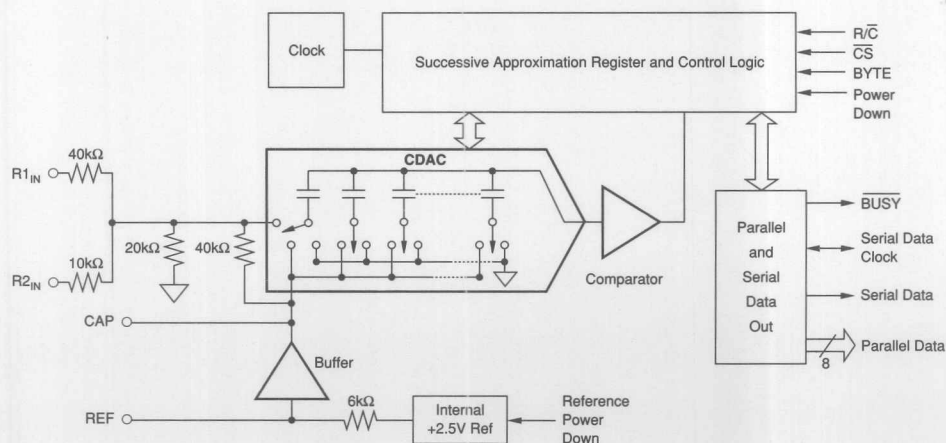 Clock
Successive Approximation Register and Control Logic
R/C̅
C̅S̅
BYTE
Power
Down
CDAC
40kΩ
R1IN
20kΩ
40kΩ
10kΩ
R2IN
CAP
Comparator
Parallel
and
Serial
Data
Out
B̅U̅S̅Y̅
Serial Data
Clock
Serial Data
Parallel Data
8
Buffer
REF
6kΩ
Internal
+2.5V Ref
Reference
Power
Down